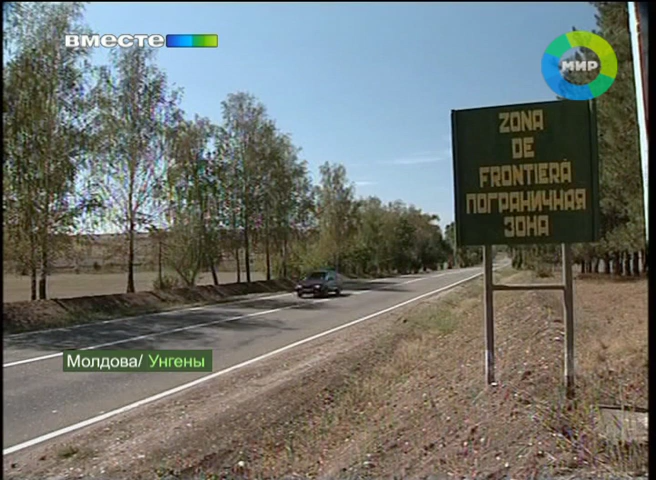 вместе
МИР
ZONA
DE
FRONTIERĂ
ПОГРАНИЧНАЯ
ЗОНА
Молдова/ Унгены